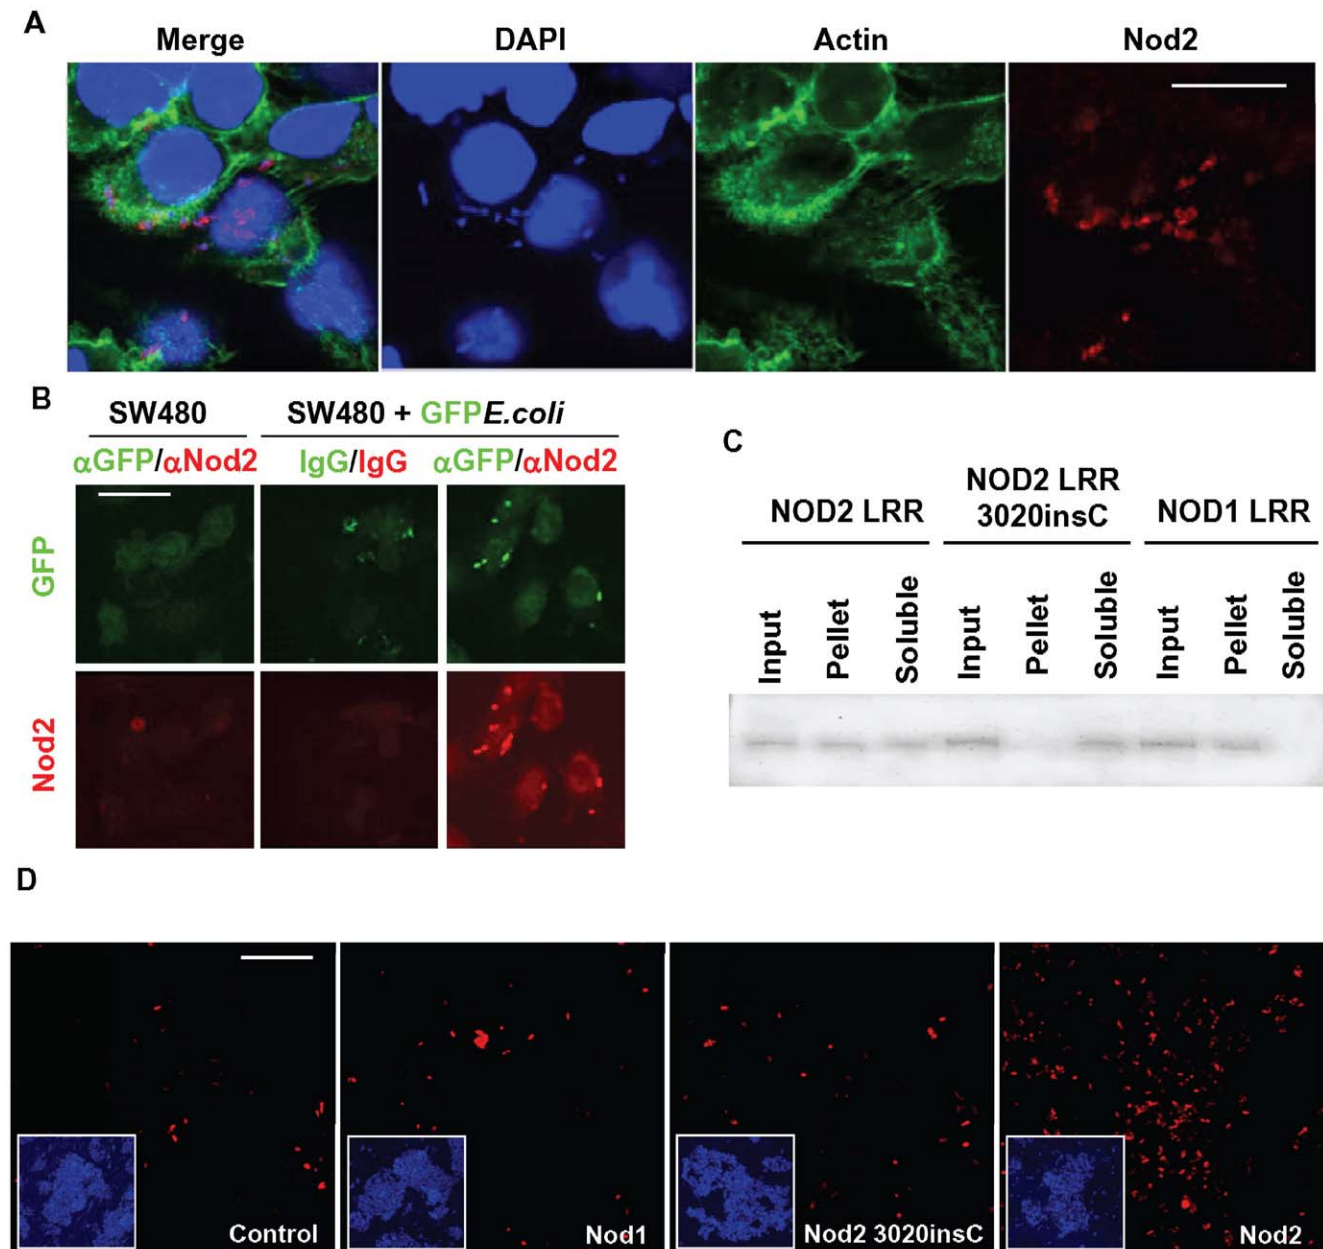 A
Merge DAPI Actin Nod2
B
SW480 SW480 + GFPE.coli
αGFP/αNod2 IgG/IgG αGFP/αNod2
GFP
Nod2
C
NOD2 LRR NOD2 LRR 3020insC NOD1 LRR
Input Pellet Soluble Input Pellet Soluble Input Pellet Soluble
D
Control Nod1 Nod2 3020insC Nod2